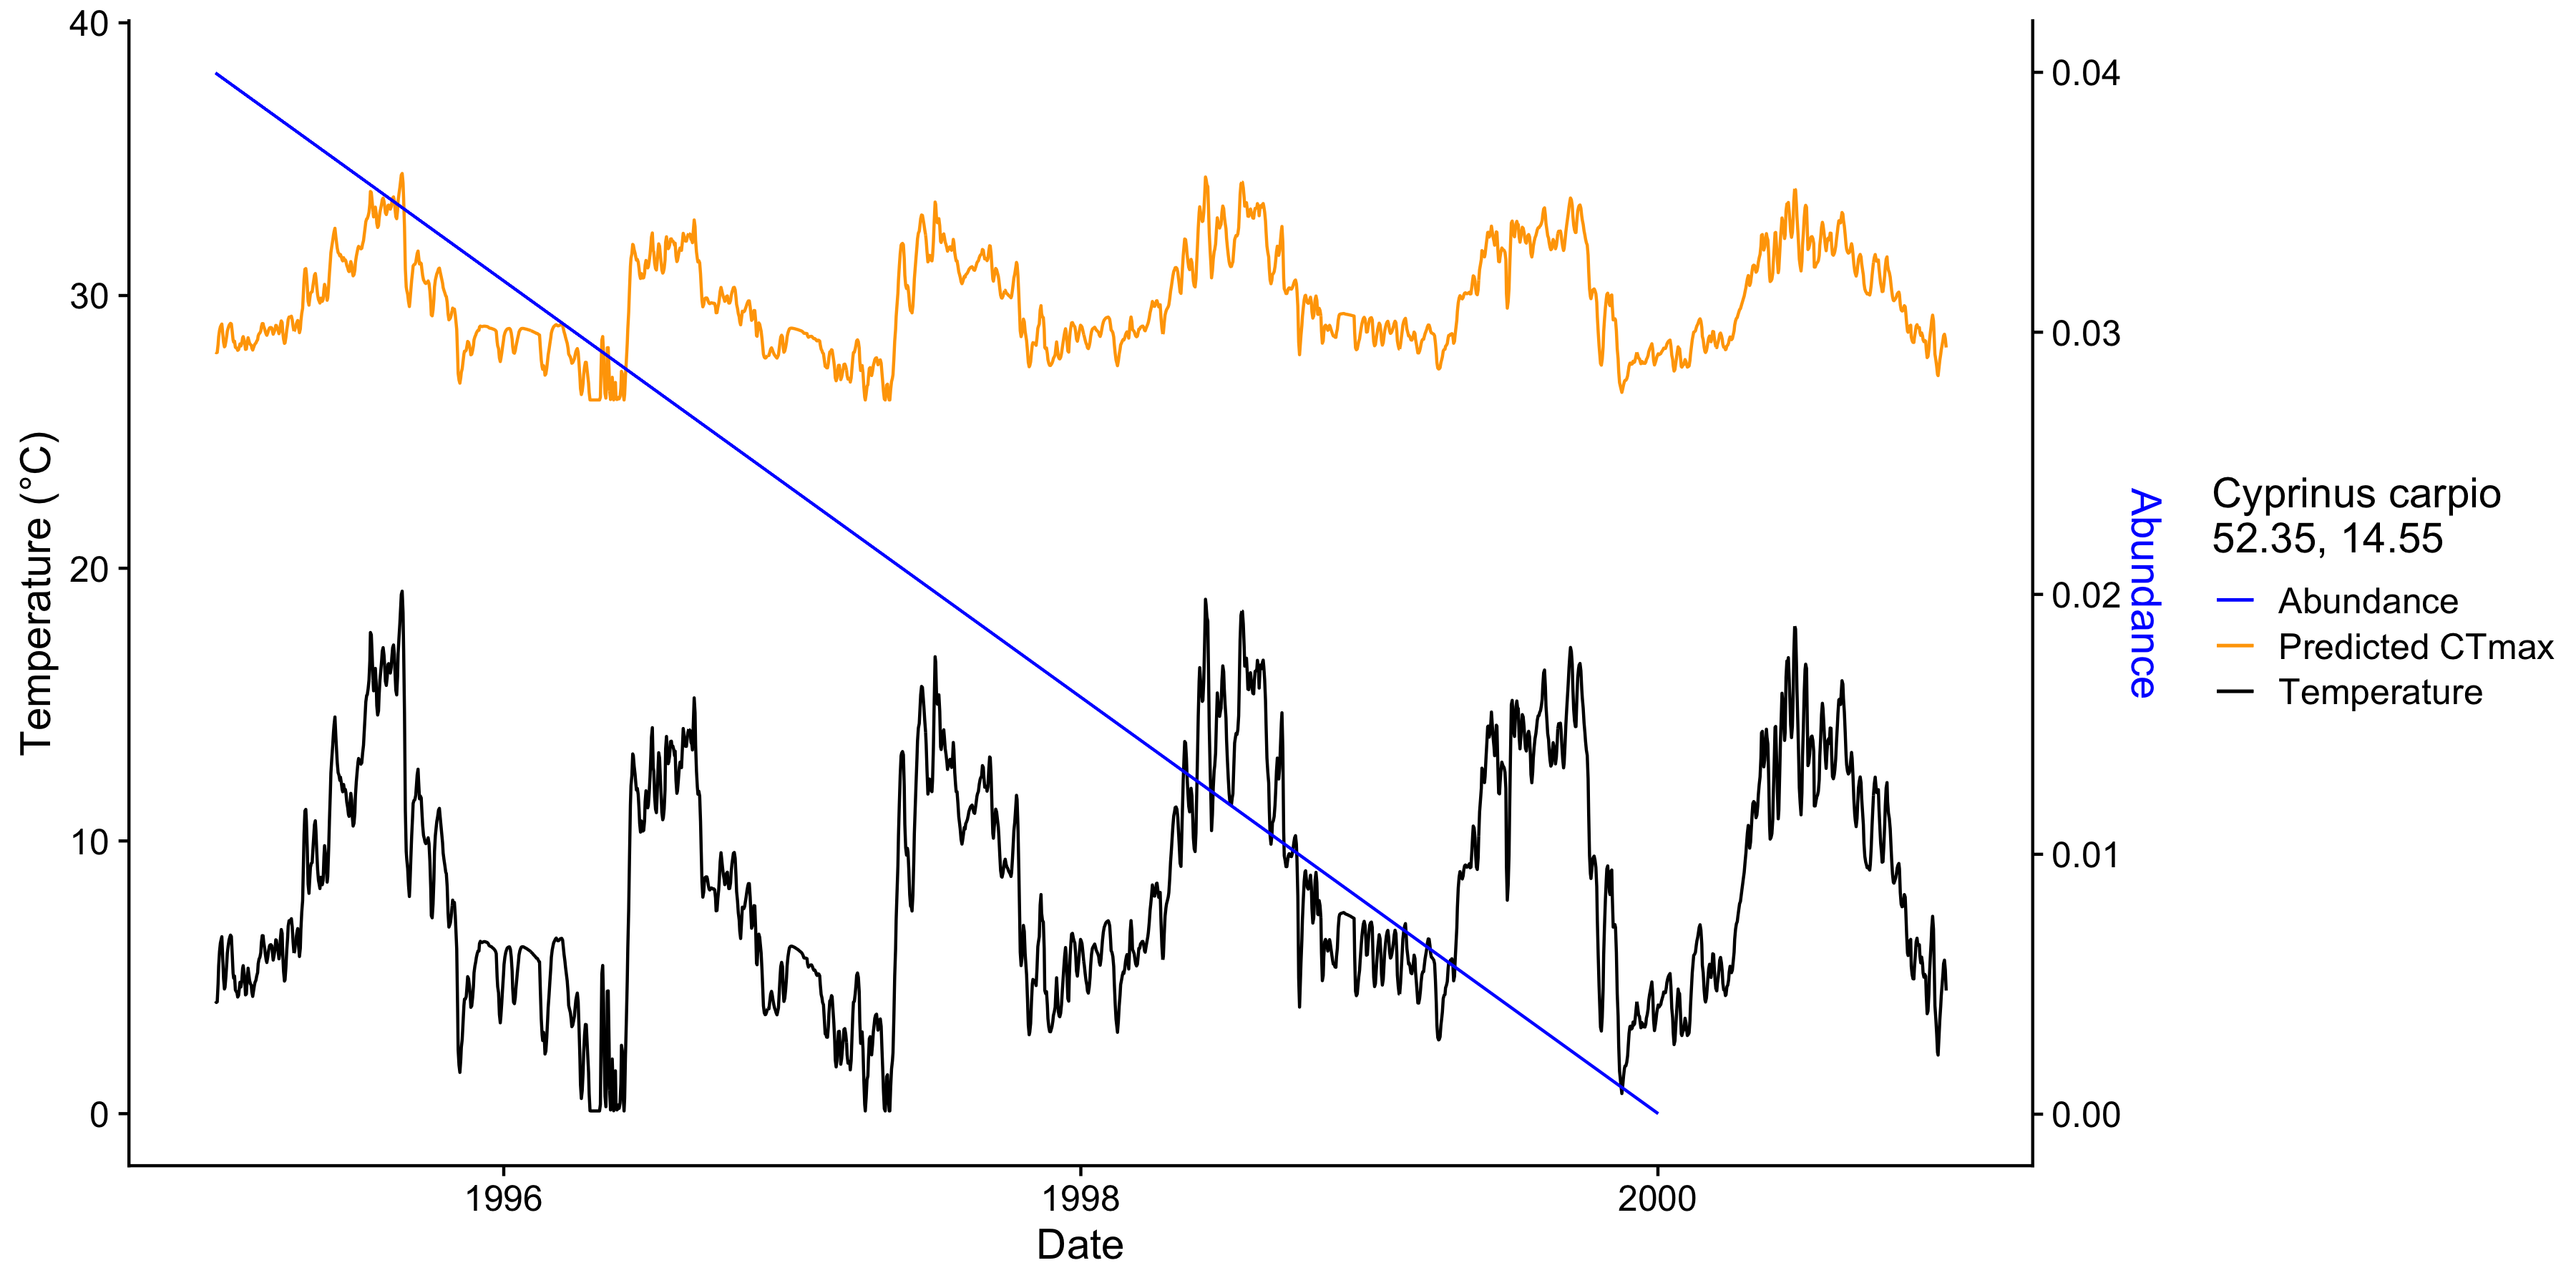 40
30
20
10
0
Temperature (°C)
1996
1998
2000
Date
0.04
0.03
0.02
0.01
0.00
Abundance
Cyprinus carpio
52.35, 14.55
Abundance
Predicted CTmax
Temperature